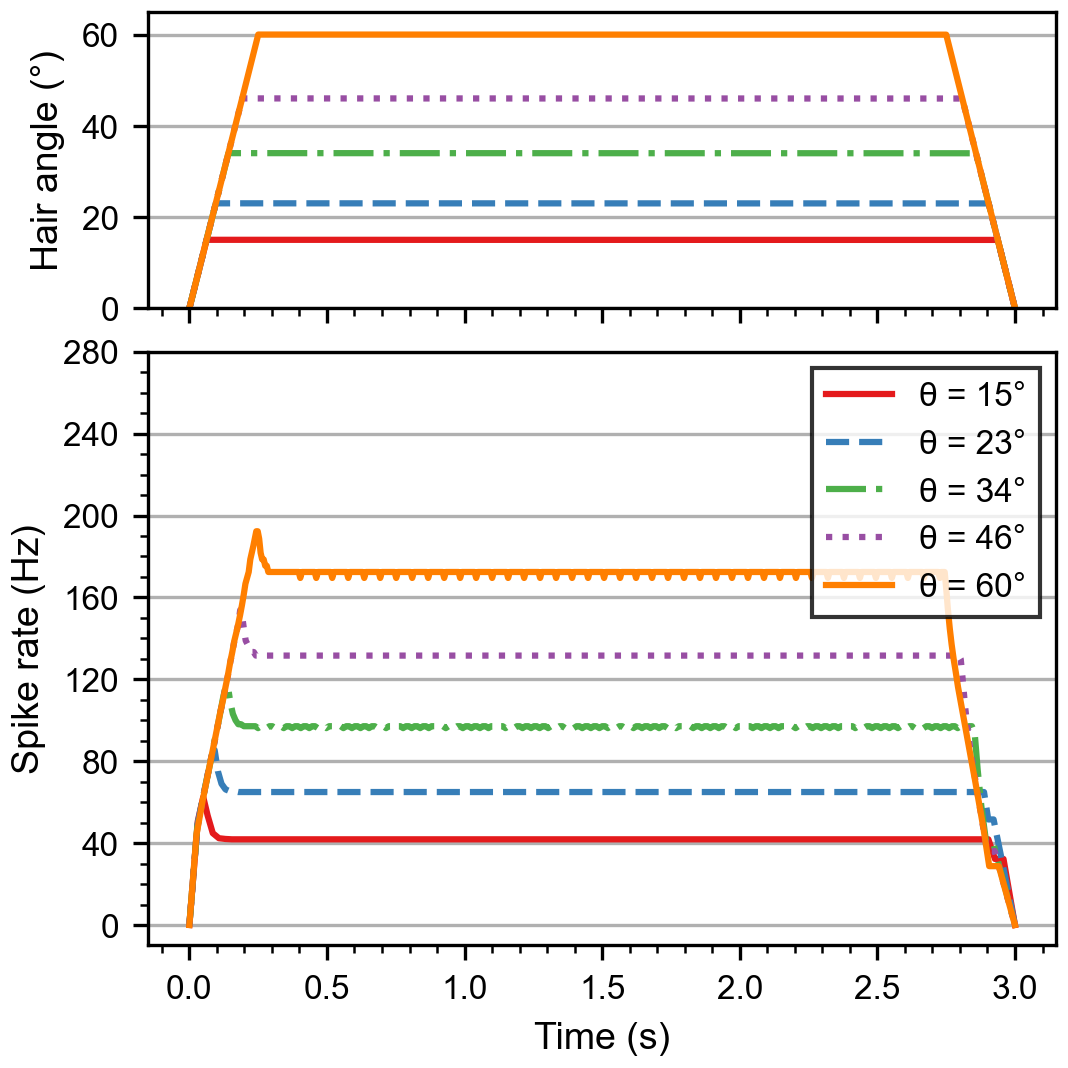 Hair angle (°)
60
40
20
0
Spike rate (Hz)
280
240
200
160
120
80
40
0
θ = 15°
θ = 23°
θ = 34°
θ = 46°
θ = 60°
0.0 0.5 1.0 1.5 2.0 2.5 3.0
Time (s)